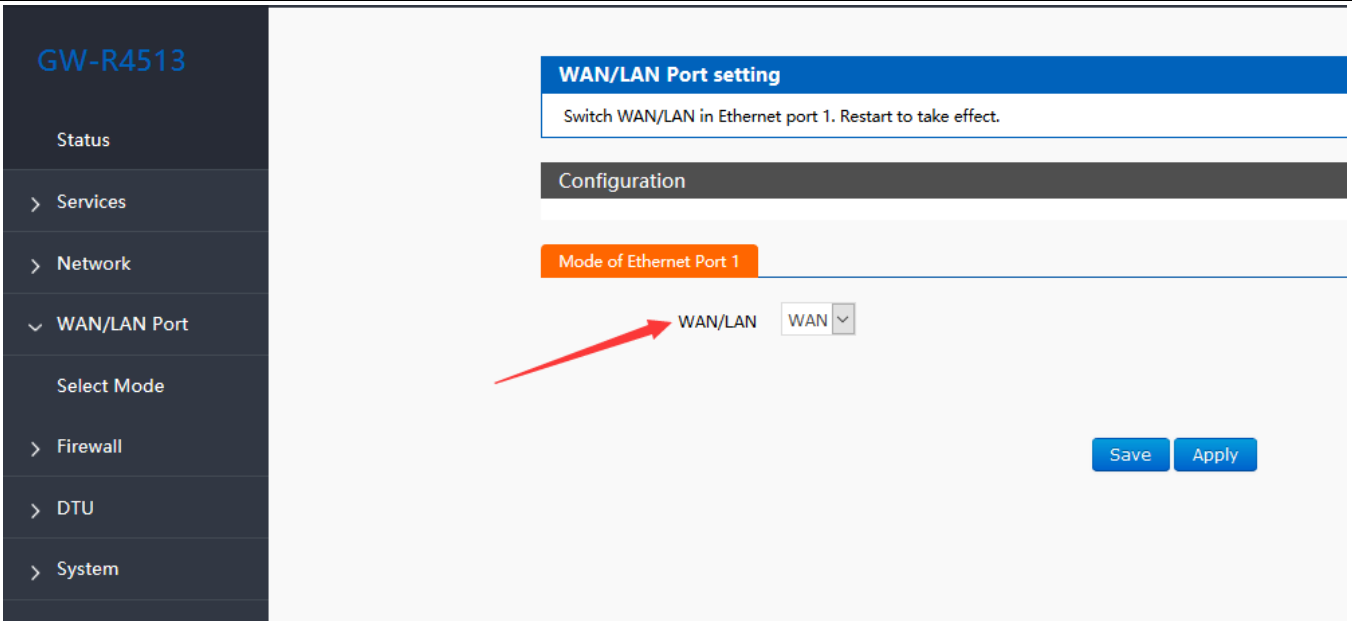 GW-R4513
Status
Services
Network
WAN/LAN Port
Select Mode
Firewall
DTU
System
WAN/LAN Port setting
Switch WAN/LAN in Ethernet port 1. Restart to take effect.
Configuration
Mode of Ethernet Port 1
WAN/LAN WAN
Save Apply